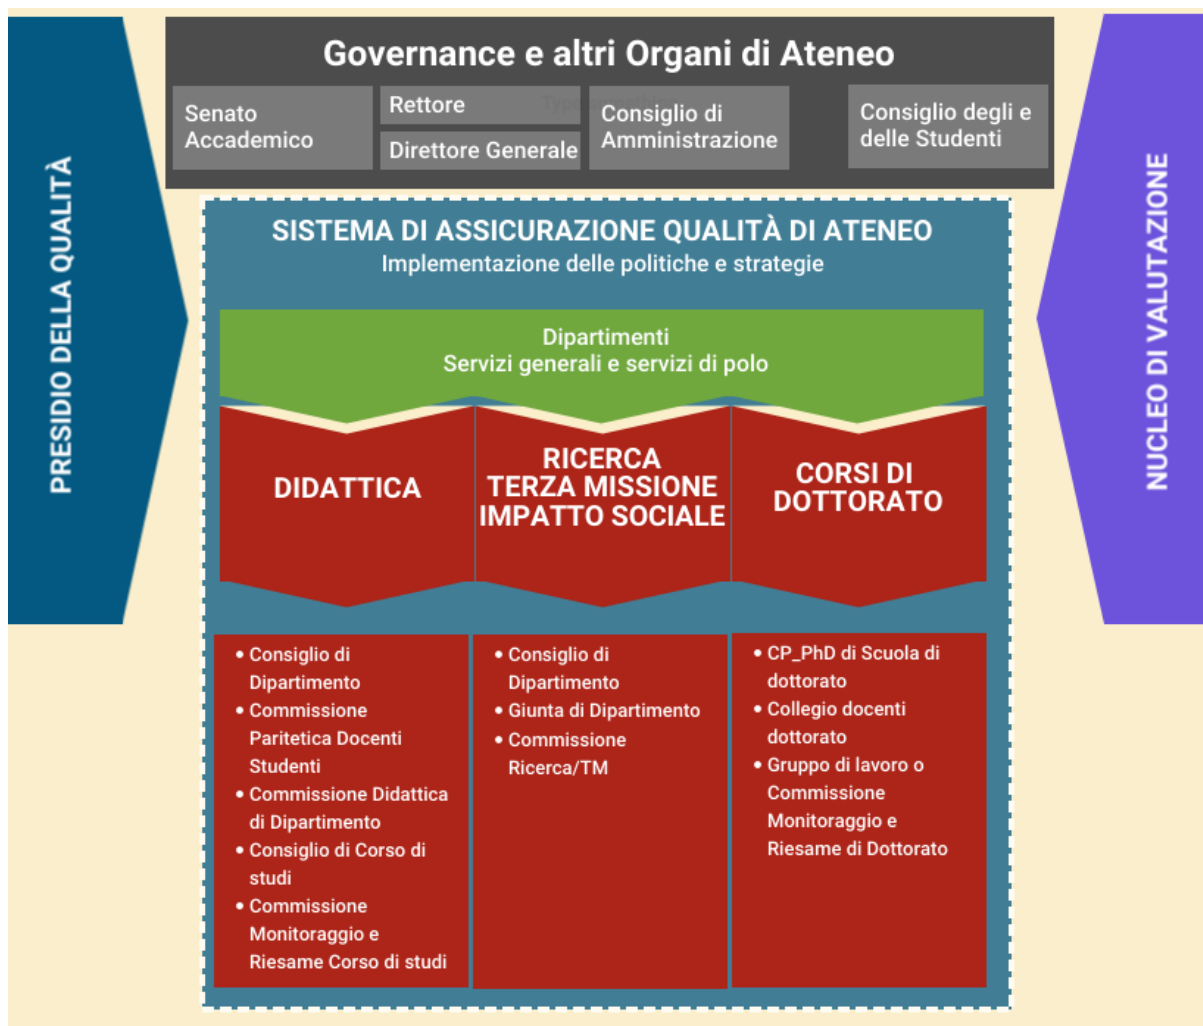 Governance e altri Organi di Ateneo
Senato
Accademico
Rettore
Direttore Generale
Consiglio di
Amministrazione
Consiglio degli e
delle Studenti
PRESIDIO DELLA QUALITÀ
NUCLEO DI VALUTAZIONE
SISTEMA DI ASSICURAZIONE QUALITÀ DI ATENEO
Implementazione delle politiche e strategie
Dipartimenti
Servizi generali e servizi di polo
DIDATTICA
RICERCA
TERZA MISSIONE
IMPATTO SOCIALE
CORSI DI
DOTTORATO
• Consiglio di
Dipartimento
• Commissione
Paritetica Docenti
Studenti
• Commissione Didattica
di Dipartimento
• Consiglio di Corso di
studi
• Commissione
Monitoraggio e
Riesame Corso di studi
• Consiglio di
Dipartimento
• Giunta di Dipartimento
• Commissione
Ricerca/TM
• CP_PhD di Scuola di
dottorato
• Collegio docenti
dottorato
• Gruppo di lavoro o
Commissione
Monitoraggio e
Riesame di Dottorato